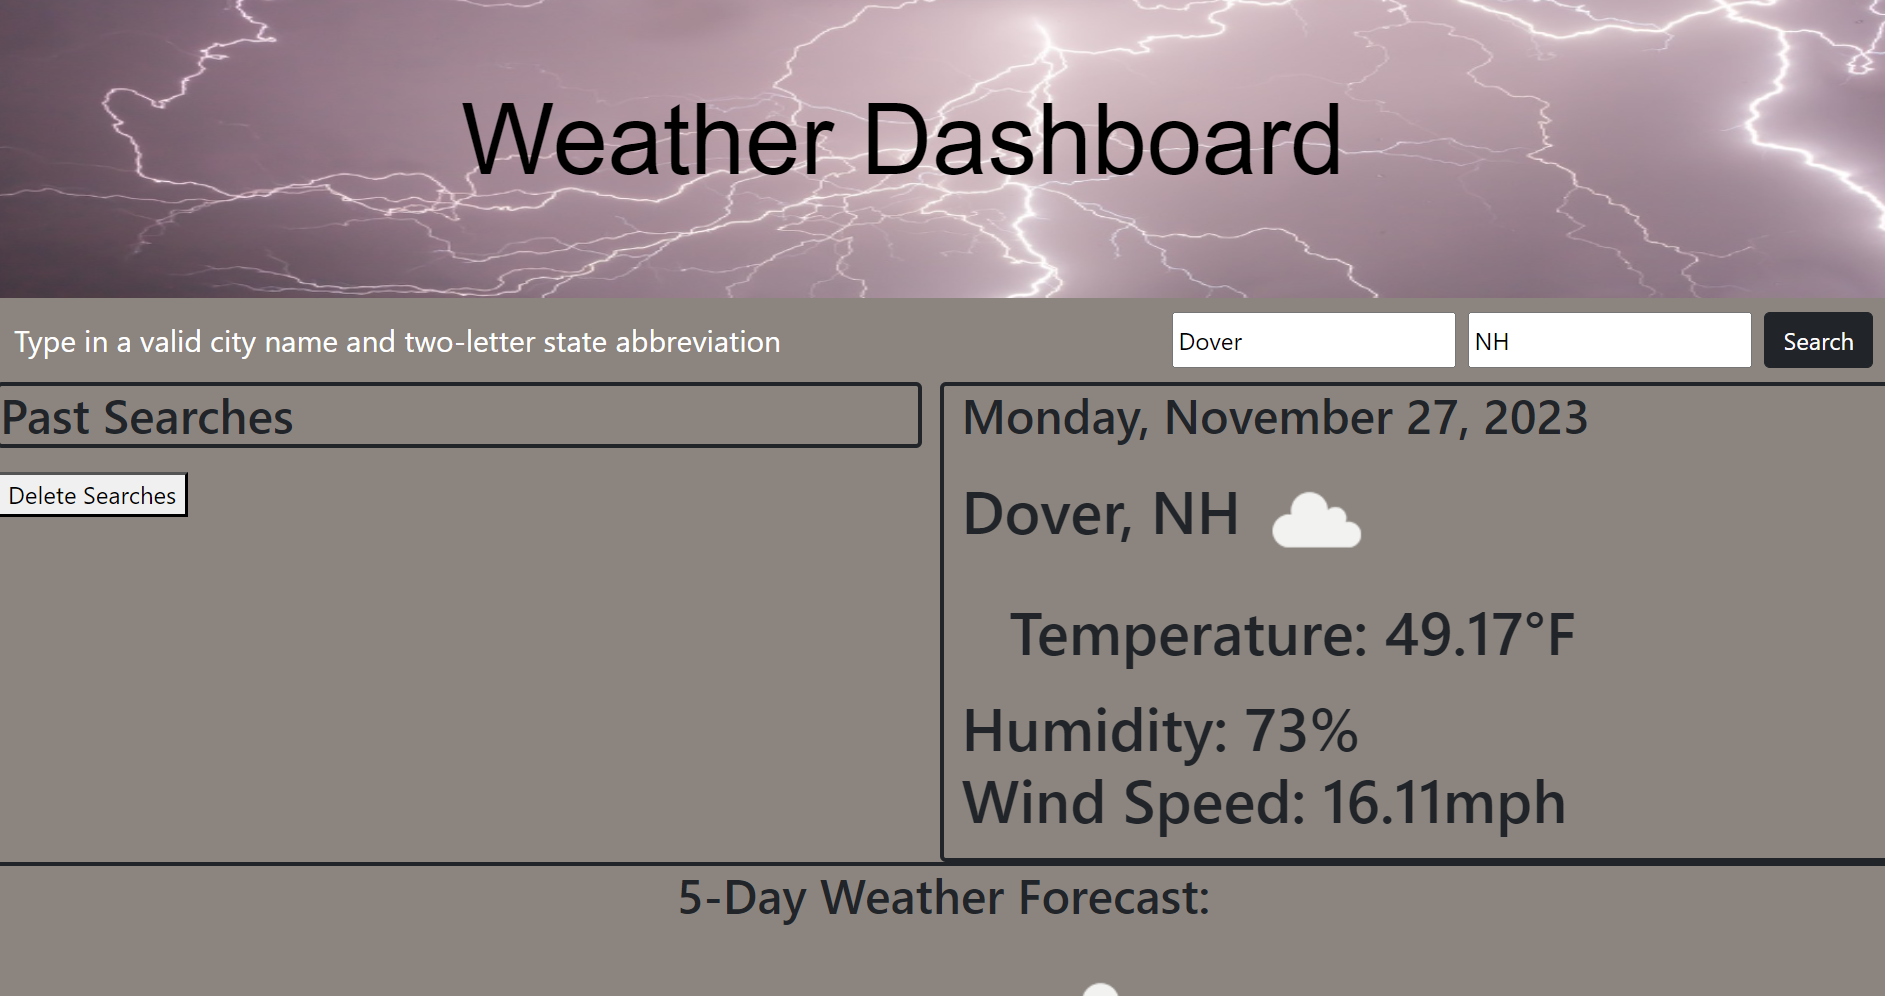 Weather Dashboard
Type in a valid city name and two-letter state abbreviation
Dover
NH
Search
Past Searches
Delete Searches
Monday, November 27, 2023
Dover, NH
Temperature: 49.17°F
Humidity: 73%
Wind Speed: 16.11mph
5-Day Weather Forecast: